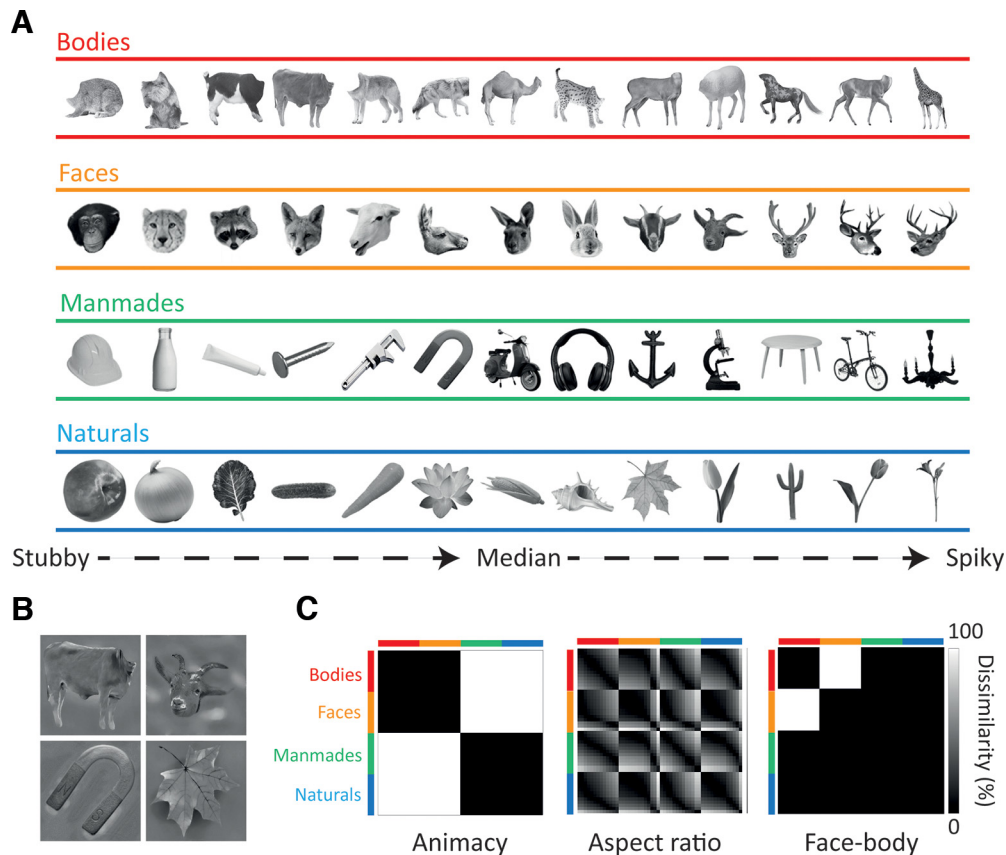 A
Bodies
Faces
Manmades
Naturals
Stubby Median Spiky
B
C
Bodies
Faces
Manmades
Naturals
Animacy
Aspect ratio
Face-body
100
Dissimilarity (%)
0